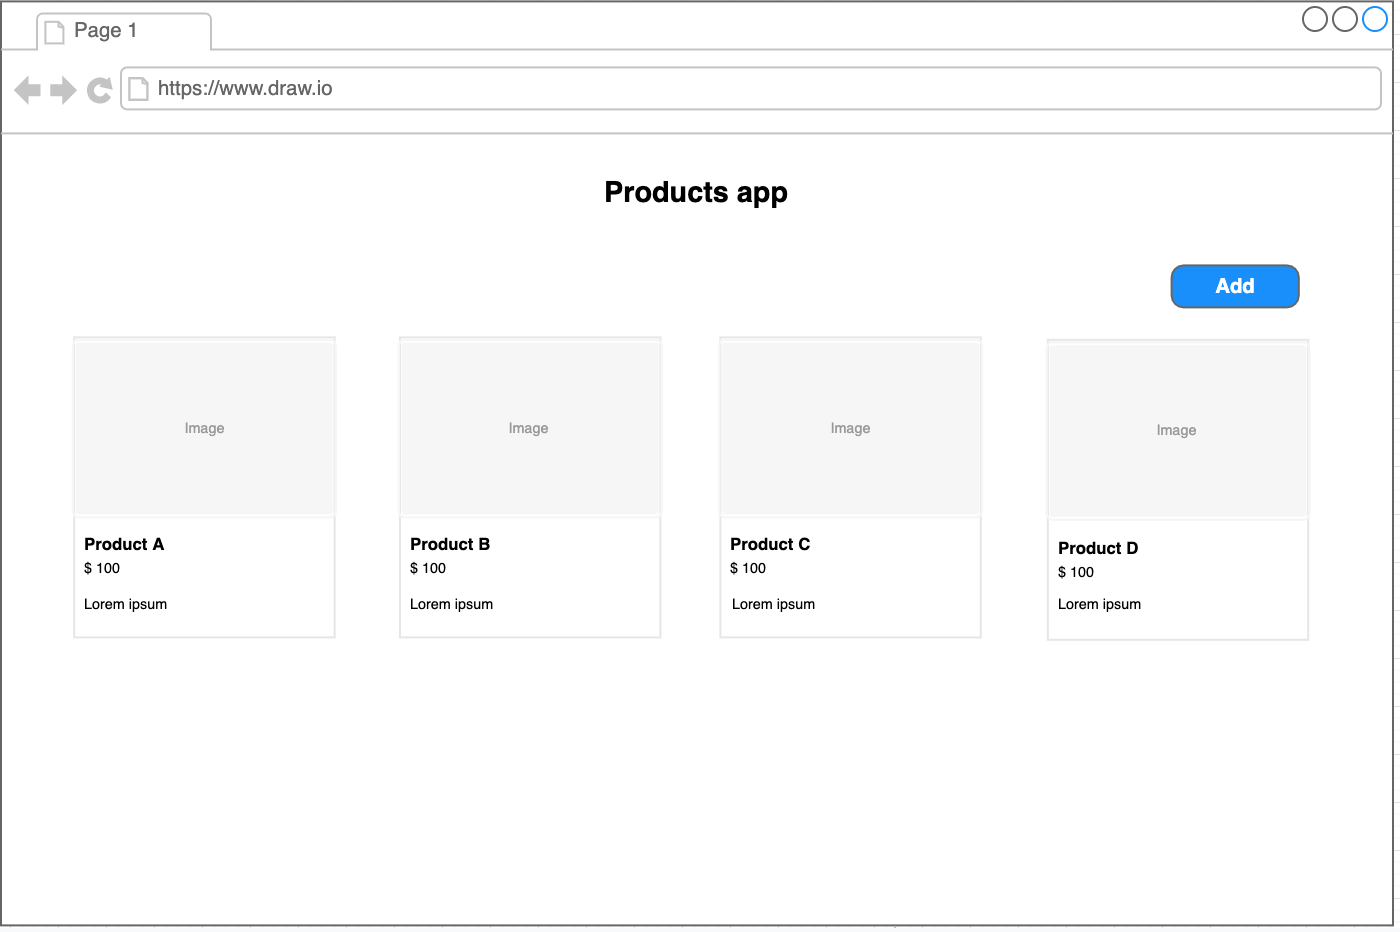 Page 1
https://www.draw.io
Products app
Add
Image
Image
Image
Image
Product A
$ 100
Lorem ipsum
Product B
$ 100
Lorem ipsum
Product C
$ 100
Lorem ipsum
Product D
$ 100
Lorem ipsum